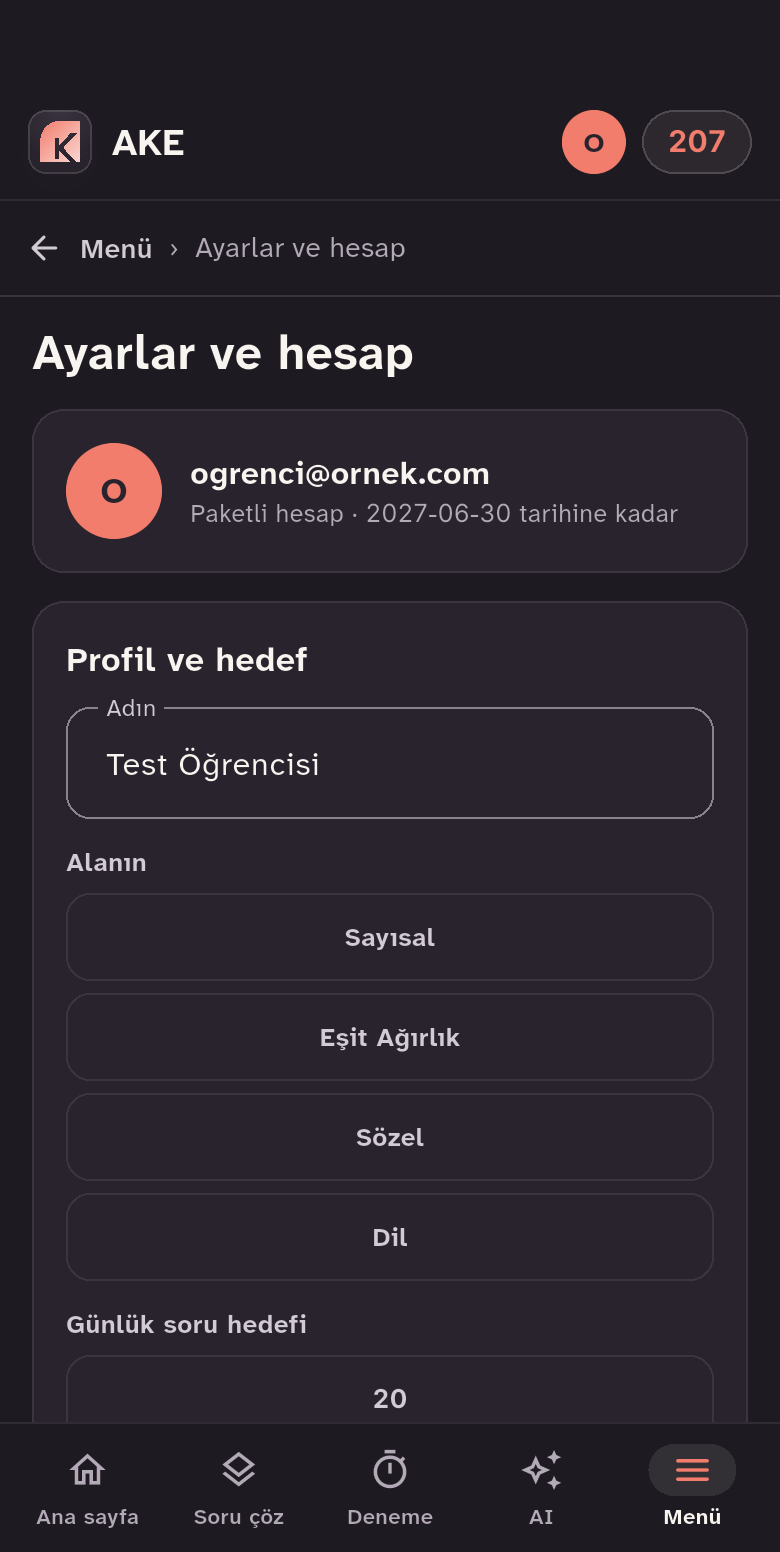 K AKE O 207
Menü › Ayarlar ve hesap
Ayarlar ve hesap
O
ogrenci@ornek.com
Paketli hesap · 2027-06-30 tarihine kadar
Profil ve hedef
Adın
Test Öğrencisi
Alanın
Sayısal
Eşit Ağırlık
Sözel
Dil
Günlük soru hedefi
20
Ana sayfa Soru çöz Deneme AI Menü